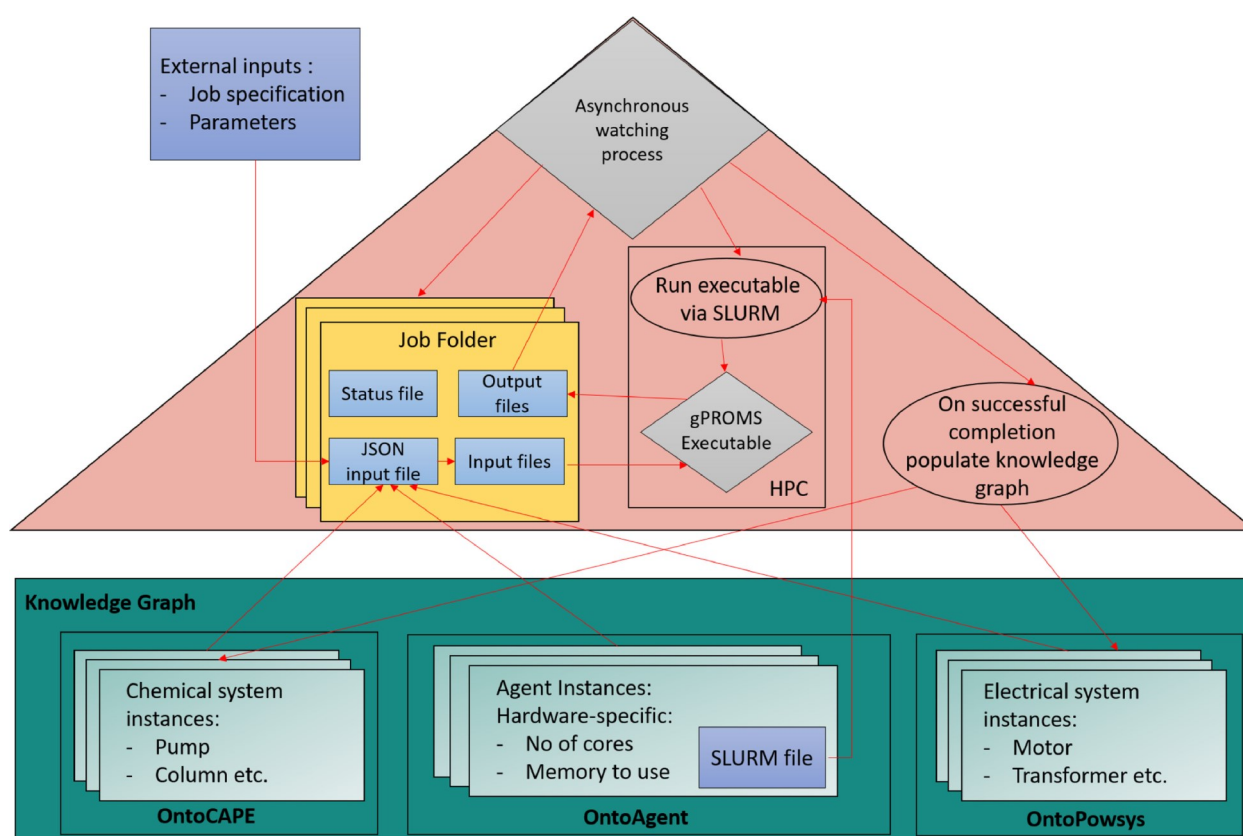 External inputs :
- Job specification
- Parameters
Asynchronous
watching
process
Run executable
via SLURM
Job Folder
Status file
Output
files
JSON
input file
Input files
gPROMS
Executable
HPC
On successful
completion
populate knowledge
graph
Knowledge Graph
Chemical system
instances:
- Pump
- Column etc.
OntoCAPE
Agent Instances:
Hardware-specific:
- No of cores
- Memory to use
SLURM file
OntoAgent
Electrical system
instances:
- Motor
- Transformer etc.
OntoPowsys